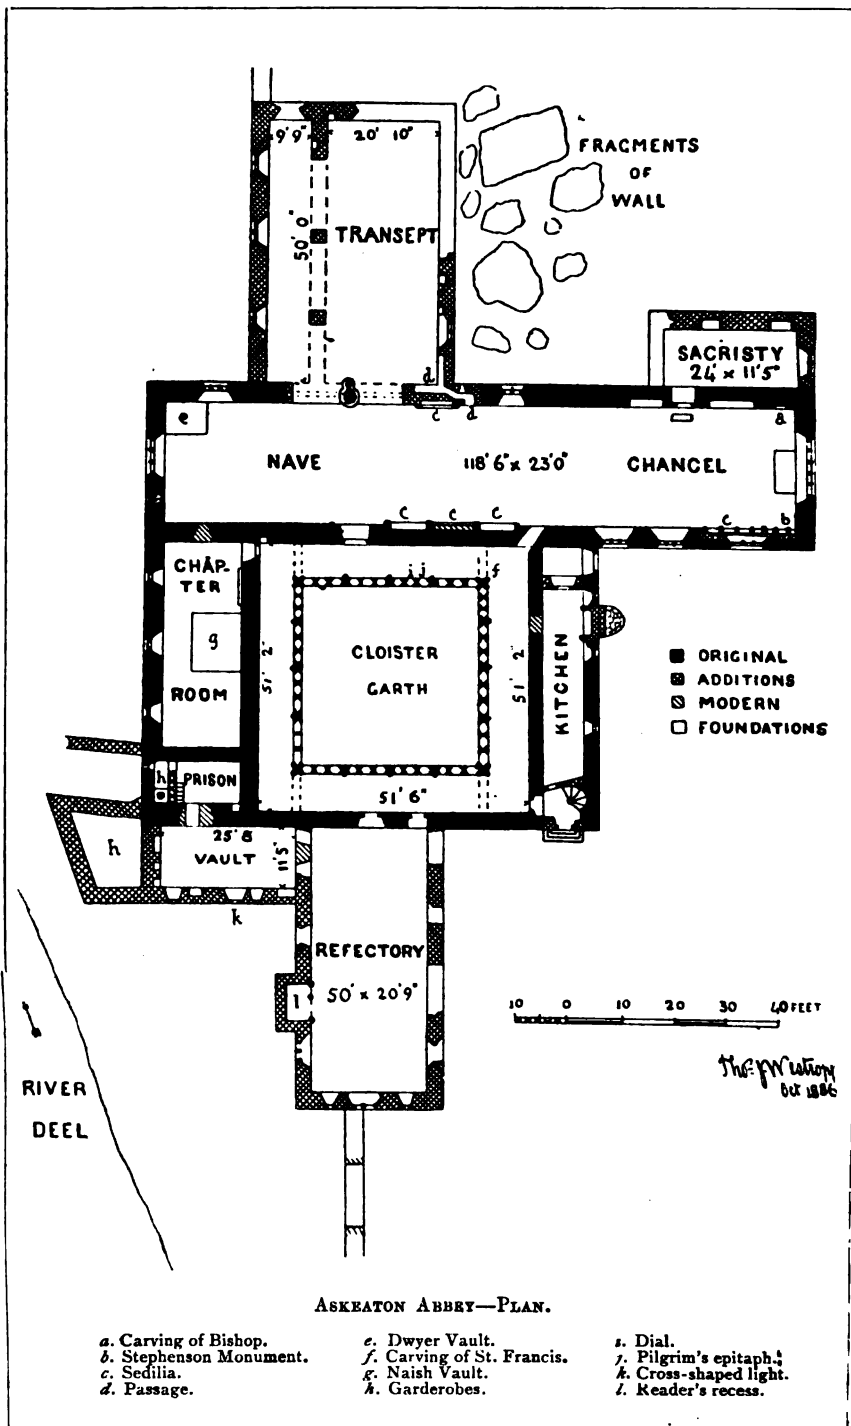 9' 9"
20' 10"
50' 0"
TRANSEPT
FRAGMENTS
OF
WALL
SACRISTY
24' × 11'5"
d
d
c
e
a
NAVE
118'6" × 23'0"
CHANCEL
c
c
c
c
b
CHAP-
TER
g
ROOM
i j
f
CLOISTER
GARTH
51' 2"
51' 2"
51' 6"
KITCHEN
ORIGINAL
ADDITIONS
MODERN
FOUNDATIONS
h
PRISON
h
25' 8
VAULT
11'5"
k
REFECTORY
50' × 20'9"
l
10 0 10 20 30 40 FEET
Thos. J Westropp
Oct 1886
RIVER
DEEL
ASKEATON ABBEY—PLAN.
a. Carving of Bishop.
b. Stephenson Monument.
c. Sedilia.
d. Passage.
e. Dwyer Vault.
f. Carving of St. Francis.
g. Naish Vault.
h. Garderobes.
s. Dial.
j. Pilgrim's epitaph.
k. Cross-shaped light.
l. Reader's recess.